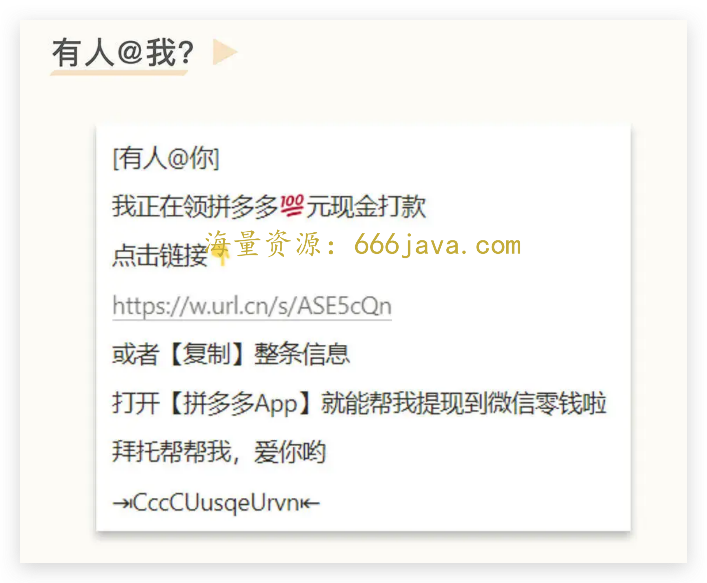 有人@我?
[有人@你]
我正在领拼多多💯元现金打款
点击链接👇
海量资源：666java.com
https://w.url.cn/s/ASE5cQn
或者【复制】整条信息
打开【拼多多App】就能帮我提现到微信零钱啦
拜托帮帮我，爱你哟
⇥CccCUusqeUrvn⇤